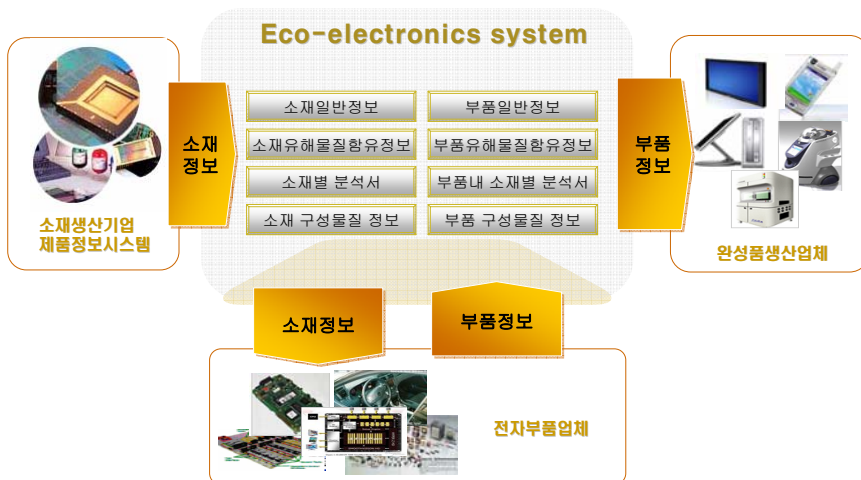 Eco-electronics system
소재
정보
소재일반정보
부품일반정보
소재유해물질함유정보
부품유해물질함유정보
소재별 분석서
부품내 소재별 분석서
소재 구성물질 정보
부품 구성물질 정보
부품
정보
소재생산기업
제품정보시스템
완성품생산업체
소재정보
부품정보
전자부품업체